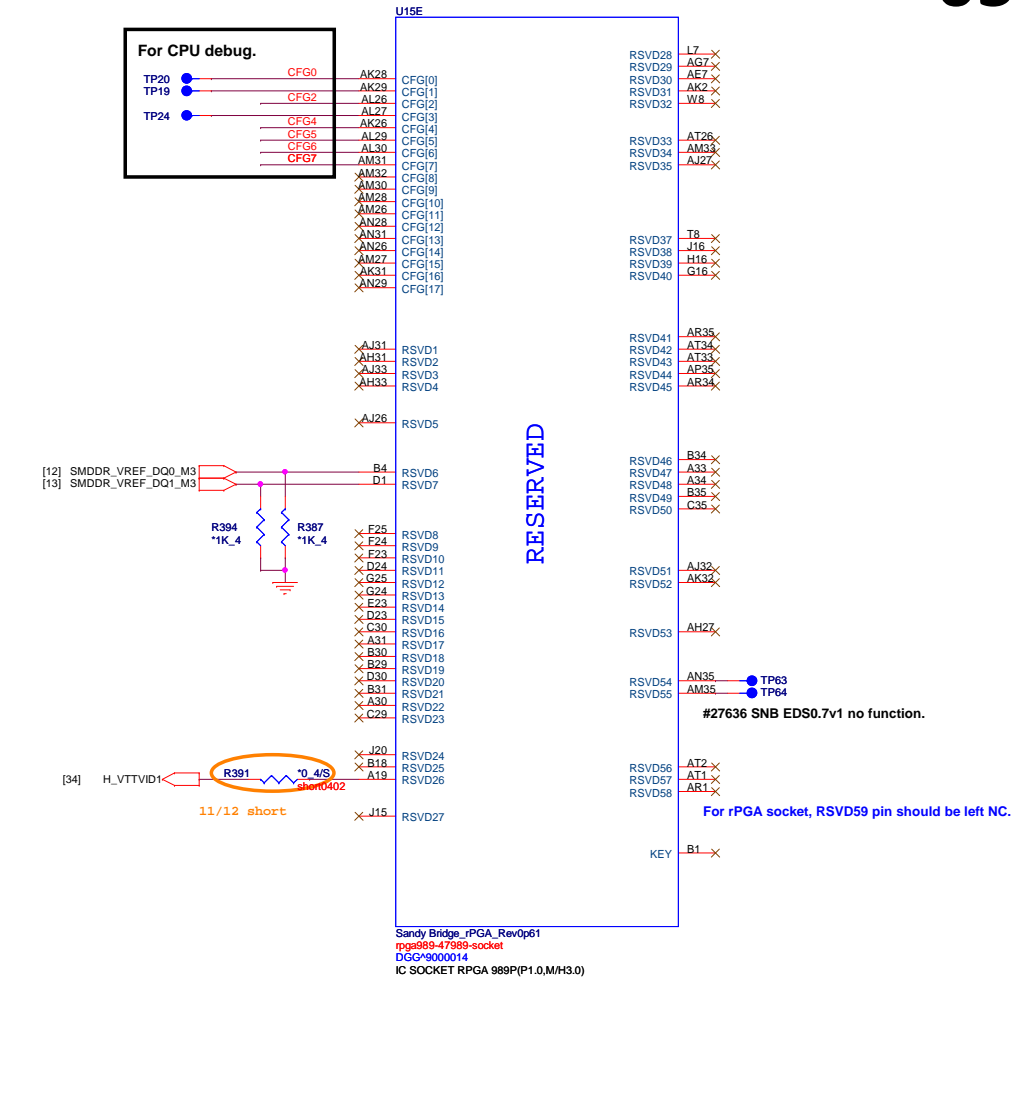 U15E
For CPU debug.
TP20
TP19
TP24
CFG0
CFG2
CFG4
CFG5
CFG6
CFG7
AK28 CFG[0]
AK29 CFG[1]
AL26 CFG[2]
AL27 CFG[3]
AK26 CFG[4]
AL29 CFG[5]
AL30 CFG[6]
AM31 CFG[7]
AM32 CFG[8]
AM30 CFG[9]
AM28 CFG[10]
AM26 CFG[11]
AN28 CFG[12]
AN31 CFG[13]
AN26 CFG[14]
AM27 CFG[15]
AK31 CFG[16]
AN29 CFG[17]
AJ31 RSVD1
AH31 RSVD2
AJ33 RSVD3
AH33 RSVD4
AJ26 RSVD5
[12] SMDDR_VREF_DQ0_M3 B4 RSVD6
[13] SMDDR_VREF_DQ1_M3 D1 RSVD7
R394
*1K_4
R387
*1K_4
F25 RSVD8
F24 RSVD9
F23 RSVD10
D24 RSVD11
G25 RSVD12
G24 RSVD13
E23 RSVD14
D23 RSVD15
C30 RSVD16
A31 RSVD17
B30 RSVD18
B29 RSVD19
D30 RSVD20
B31 RSVD21
A30 RSVD22
C29 RSVD23
J20 RSVD24
B18 RSVD25
A19 RSVD26
[34] H_VTTVID1
R391 *0_4/S
short0402
11/12 short
J15 RSVD27
RESERVED
RSVD28 L7
RSVD29 AG7
RSVD30 AE7
RSVD31 AK2
RSVD32 W8
RSVD33 AT26
RSVD34 AM33
RSVD35 AJ27
RSVD37 T8
RSVD38 J16
RSVD39 H16
RSVD40 G16
RSVD41 AR35
RSVD42 AT34
RSVD43 AT33
RSVD44 AP35
RSVD45 AR34
RSVD46 B34
RSVD47 A33
RSVD48 A34
RSVD49 B35
RSVD50 C35
RSVD51 AJ32
RSVD52 AK32
RSVD53 AH27
RSVD54 AN35 TP63
RSVD55 AM35 TP64
#27636 SNB EDS0.7v1 no function.
RSVD56 AT2
RSVD57 AT1
RSVD58 AR1
For rPGA socket, RSVD59 pin should be left NC.
KEY B1
Sandy Bridge_rPGA_Rev0p61
rpga989-47989-socket
DGG^9000014
IC SOCKET RPGA 989P(P1.0,M/H3.0)